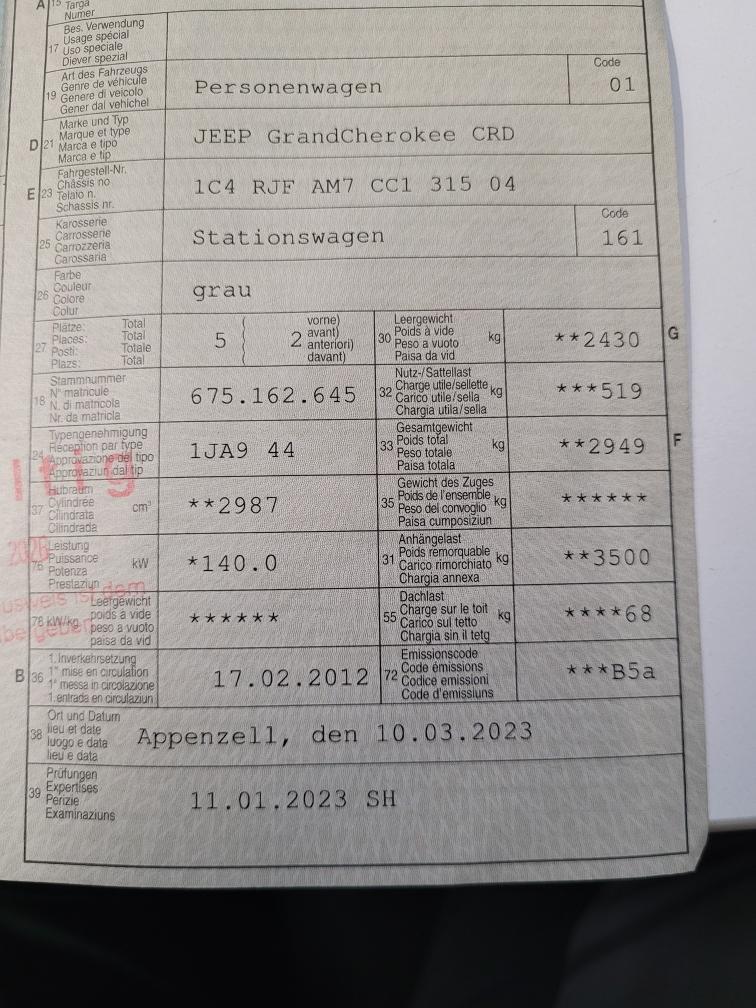 A 15 Targa
Numer
Bes. Verwendung
Usage spécial
17 Uso speciale
Diever spezial
Art des Fahrzeugs
Genre de véhicule
19 Genere di veicolo
Gener dal vehichel
Personenwagen
Code
01
Marke und Typ
Marque et type
D 21 Marca e tipo
Marca e tip
JEEP GrandCherokee CRD
Fahrgestell-Nr.
Châssis no
E 23 Telaio n.
Schassis nr.
1C4 RJF AM7 CC1 315 04
Karosserie
Carrosserie
25 Carrozzeria
Carossaria
Stationswagen
Code
161
Farbe
Couleur
26 Colore
Colur
grau
Plätze: Total
Places: Total
27 Posti: Totale
Plazs: Total
5 { 2
vorne)
avant)
anteriori)
davant)
Leergewicht
30 Poids à vide kg
Peso a vuoto
Paisa da vid
**2430
G
Stammnummer
N° matricule
18 N. di matricola
Nr. da matricla
675.162.645
Nutz-/Sattellast
32 Charge utile/sellette kg
Carico utile/sella
Chargia utila/sella
***519
Typengenehmigung
24 Réception par type
Approvazione del tipo
Approvaziun dal tip
1JA9 44
Gesamtgewicht
33 Poids total kg
Peso totale
Paisa totala
**2949
F
Hubraum
37 Cylindrée cm³
Cilindrata
Cilindrada
**2987
Gewicht des Zuges
35 Poids de l'ensemble kg
Peso del convoglio
Paisa cumposiziun
******
Leistung
Puissance kW
76 Potenza
Prestaziun
*140.0
Anhängelast
31 Poids remorquable kg
Carico rimorchiato
Chargia annexa
**3500
Leergewicht
78 kW/kg poids à vide
peso a vuoto
paisa da vid
******
Dachlast
55 Charge sur le toit kg
Carico sul tetto
Chargia sin il tetg
****68
1. Inverkehrsetzung
B 36 1re mise en circulation
1a messa in circolazione
1. entrada en circulaziun
17.02.2012
Emissionscode
72 Code émissions
Codice emissioni
Code d'emissiuns
***B5a
Ort und Datum
38 lieu et date
luogo e data
lieu e data
Appenzell, den 10.03.2023
Prüfungen
39 Expertises
Perizie
Examinaziuns
11.01.2023 SH